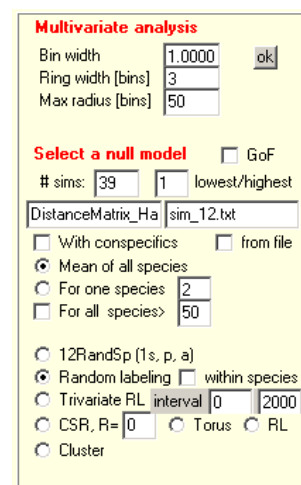 Multivariate analysis
Bin width 1.0000 ok
Ring width [bins] 3
Max radius [bins] 50
Select a null model GoF
# sims: 39 1 lowest/highest
DistanceMatrix_Ha sim_12.txt
With conspecifics from file
Mean of all species
For one species 2
For all species> 50
12RandSp (1s, p, a)
Random labeling within species
Trivariate RL interval 0 2000
CSR, R= 0 Torus RL
Cluster